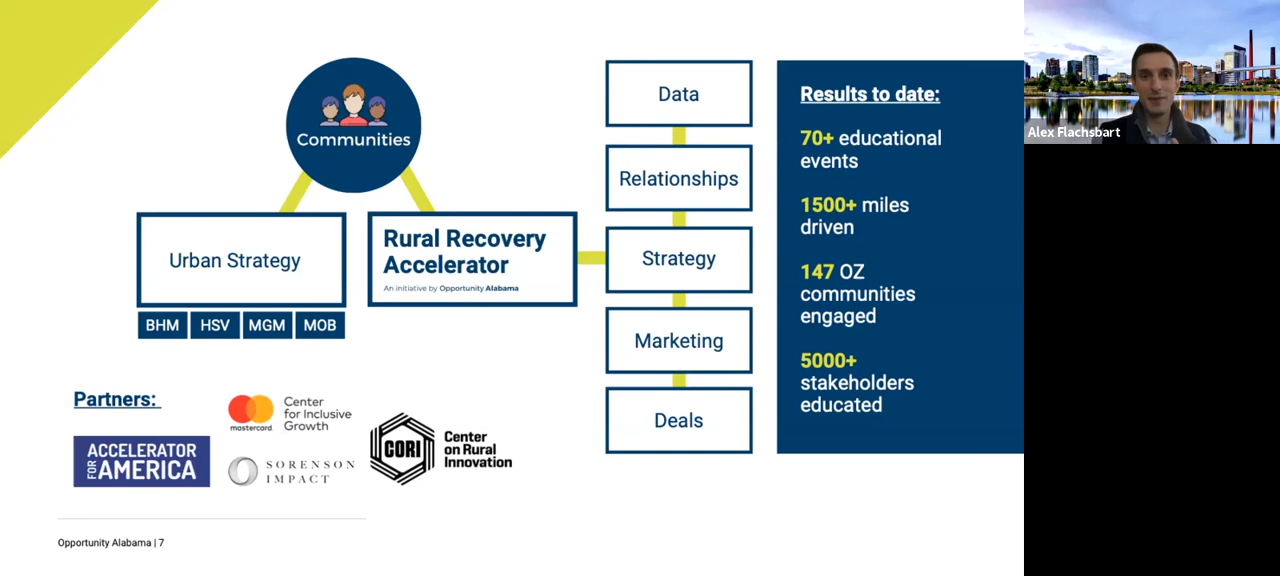 Communities
Urban Strategy
BHM
HSV
MGM
MOB
Rural Recovery
Accelerator
An initiative by Opportunity Alabama
Data
Relationships
Strategy
Marketing
Deals
Results to date:
70+ educational
events
1500+ miles
driven
147 OZ
communities
engaged
5000+
stakeholders
educated
Partners:
ACCELERATOR
FOR AMERICA
mastercard
Center
for Inclusive
Growth
SORENSON
IMPACT
CORI
Center
on Rural
Innovation
Opportunity Alabama | 7
Alex Flachsbart